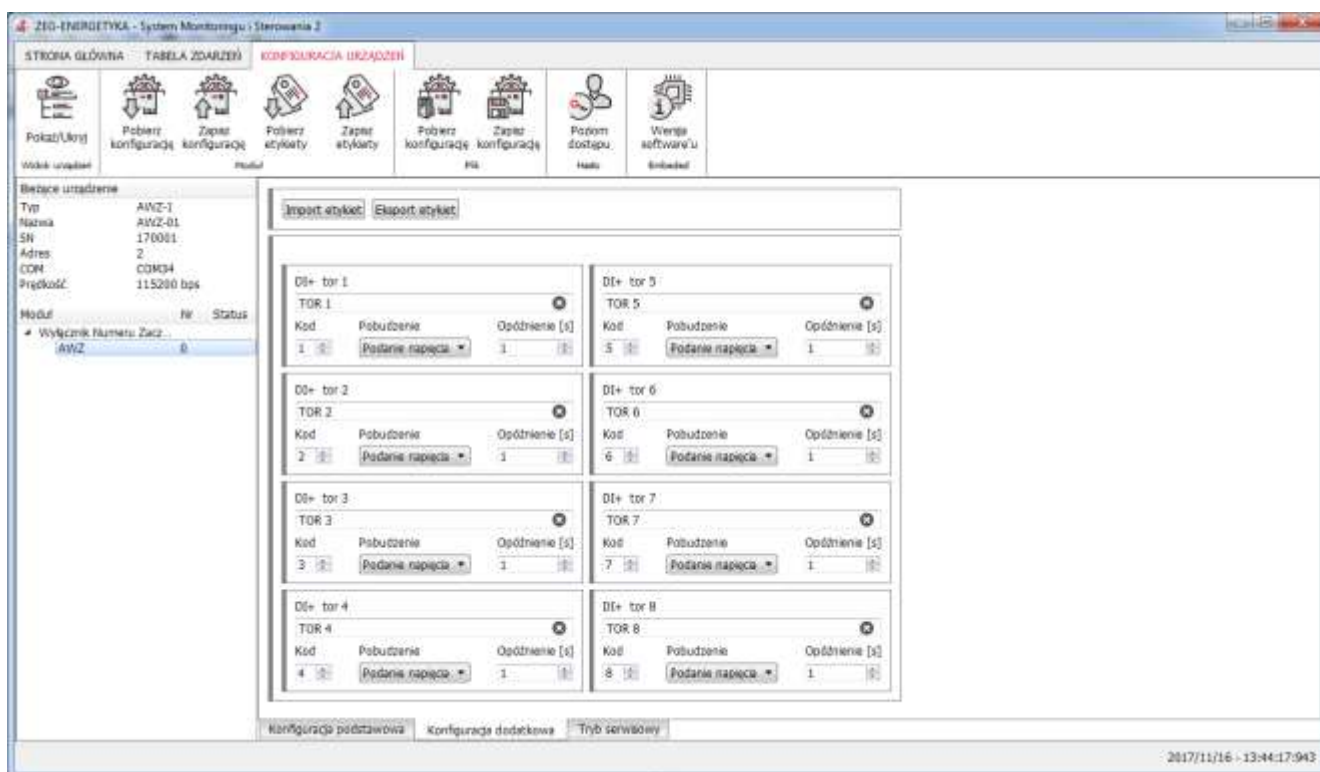 ZEG-ENERGETYKA - System Monitoringu i Sterowania 2
STRONA GŁÓWNA TABELA ZDARZEŃ KONFIGURACJA URZĄDZEŃ
Pokaż/Ukryj
Pobierz konfigurację
Zapisz konfigurację
Pobierz etykiety
Zapisz etykiety
Pobierz konfigurację
Zapisz konfigurację
Poziom dostępu
Wersja software'u
Widok urządzeń Moduł Plik Hasło Embedded
Bieżące urządzenie
Typ AWZ-1
Nazwa AWZ-01
SN 170001
Adres 2
COM COM34
Prędkość 115200 bps
Moduł Nr Status
Wyłącznik Numeru Zacz...
AWZ 0
Import etykiet Eksport etykiet
DI+ tor 1
TOR 1
Kod Pobudzenie Opóźnienie [s]
1 Podanie napięcia 1
DI+ tor 2
TOR 2
Kod Pobudzenie Opóźnienie [s]
2 Podanie napięcia 1
DI+ tor 3
TOR 3
Kod Pobudzenie Opóźnienie [s]
3 Podanie napięcia 1
DI+ tor 4
TOR 4
Kod Pobudzenie Opóźnienie [s]
4 Podanie napięcia 1
DI+ tor 5
TOR 5
Kod Pobudzenie Opóźnienie [s]
5 Podanie napięcia 1
DI+ tor 6
TOR 6
Kod Pobudzenie Opóźnienie [s]
6 Podanie napięcia 1
DI+ tor 7
TOR 7
Kod Pobudzenie Opóźnienie [s]
7 Podanie napięcia 1
DI+ tor 8
TOR 8
Kod Pobudzenie Opóźnienie [s]
8 Podanie napięcia 1
Konfiguracja podstawowa Konfiguracja dodatkowa Tryb serwisowy
2017/11/16 - 13:44:17:943